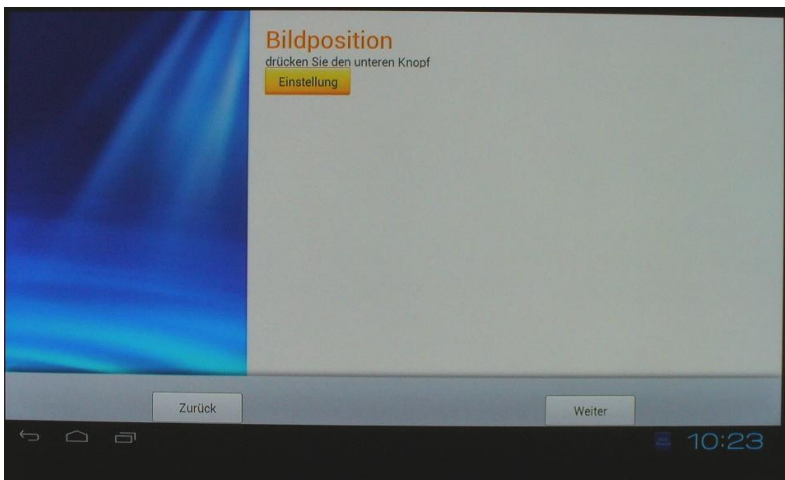 Bildposition
drücken Sie den unteren Knopf
Einstellung
Zurück
Weiter
10:23